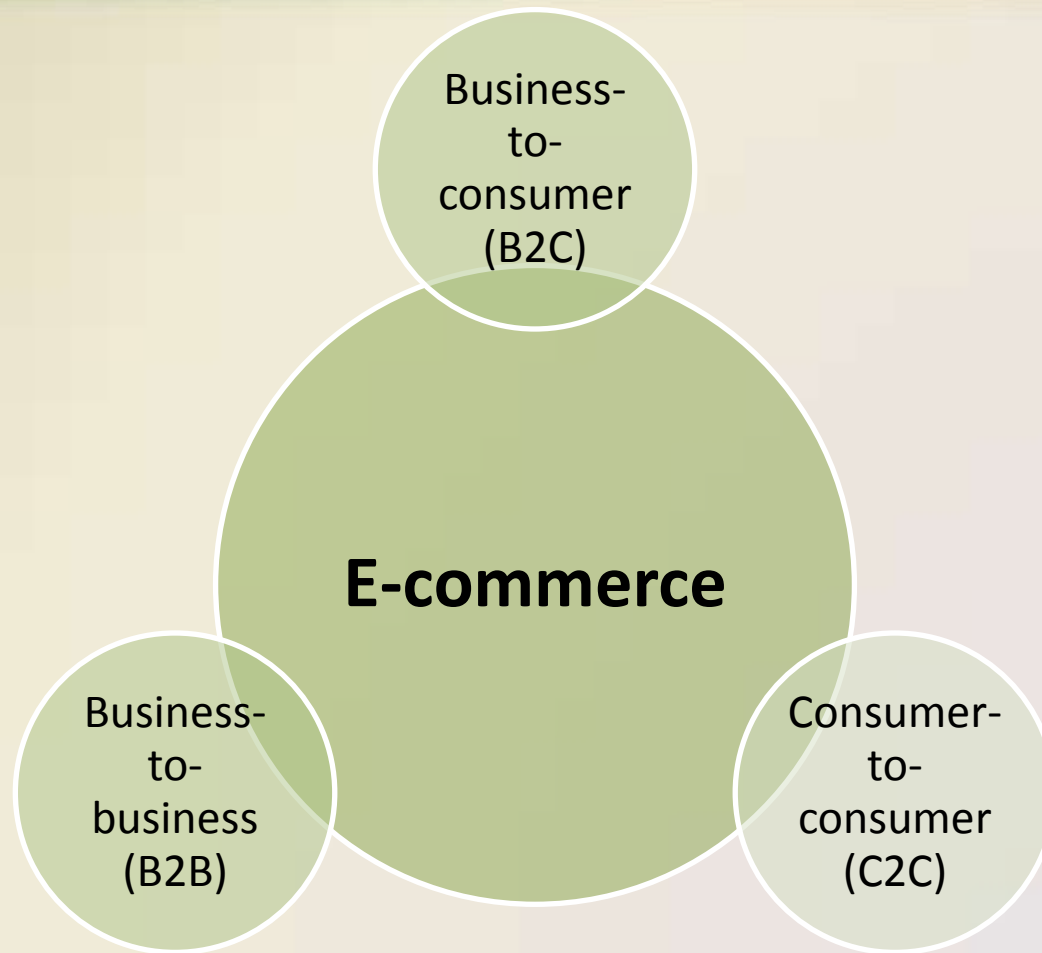 Business-
to-
consumer
(B2C)
E-commerce
Business-
to-
business
(B2B)
Consumer-
to-
consumer
(C2C)